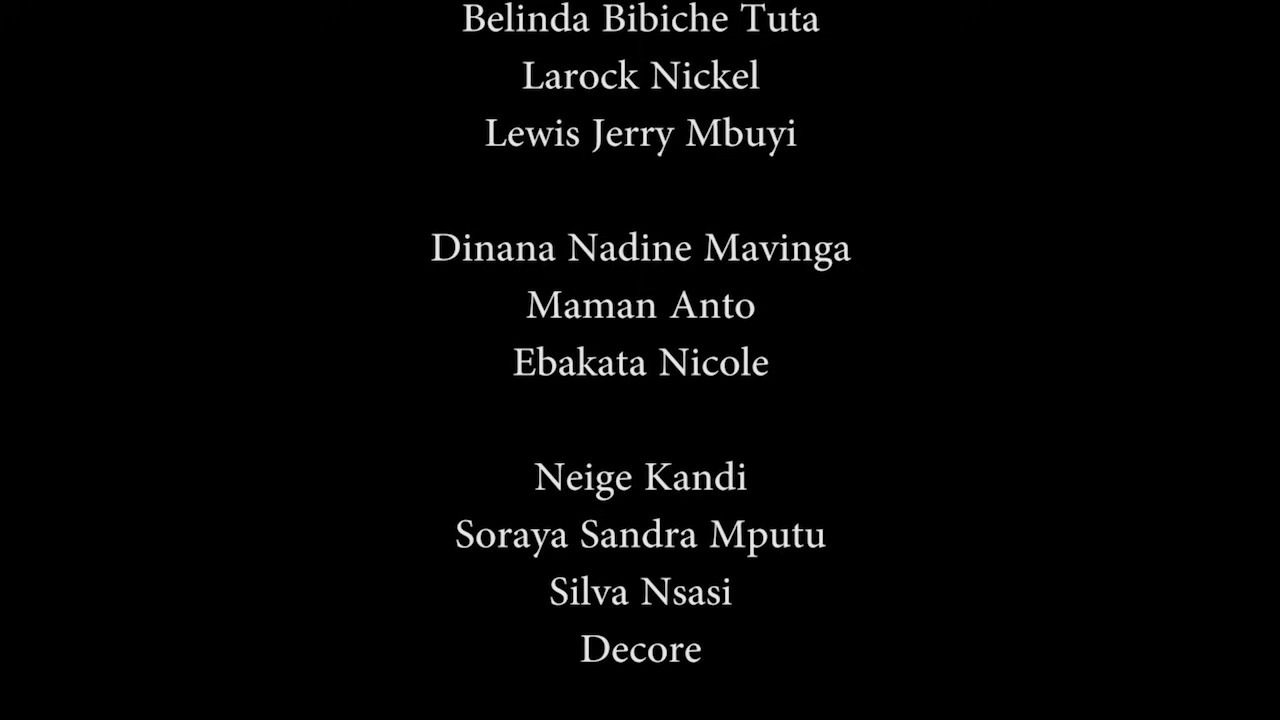 Belinda Bibiche Tuta
Larock Nickel
Lewis Jerry Mbuyi
Dinana Nadine Mavinga
Maman Anto
Ebakata Nicole
Neige Kandi
Soraya Sandra Mputu
Silva Nsasi
Decore